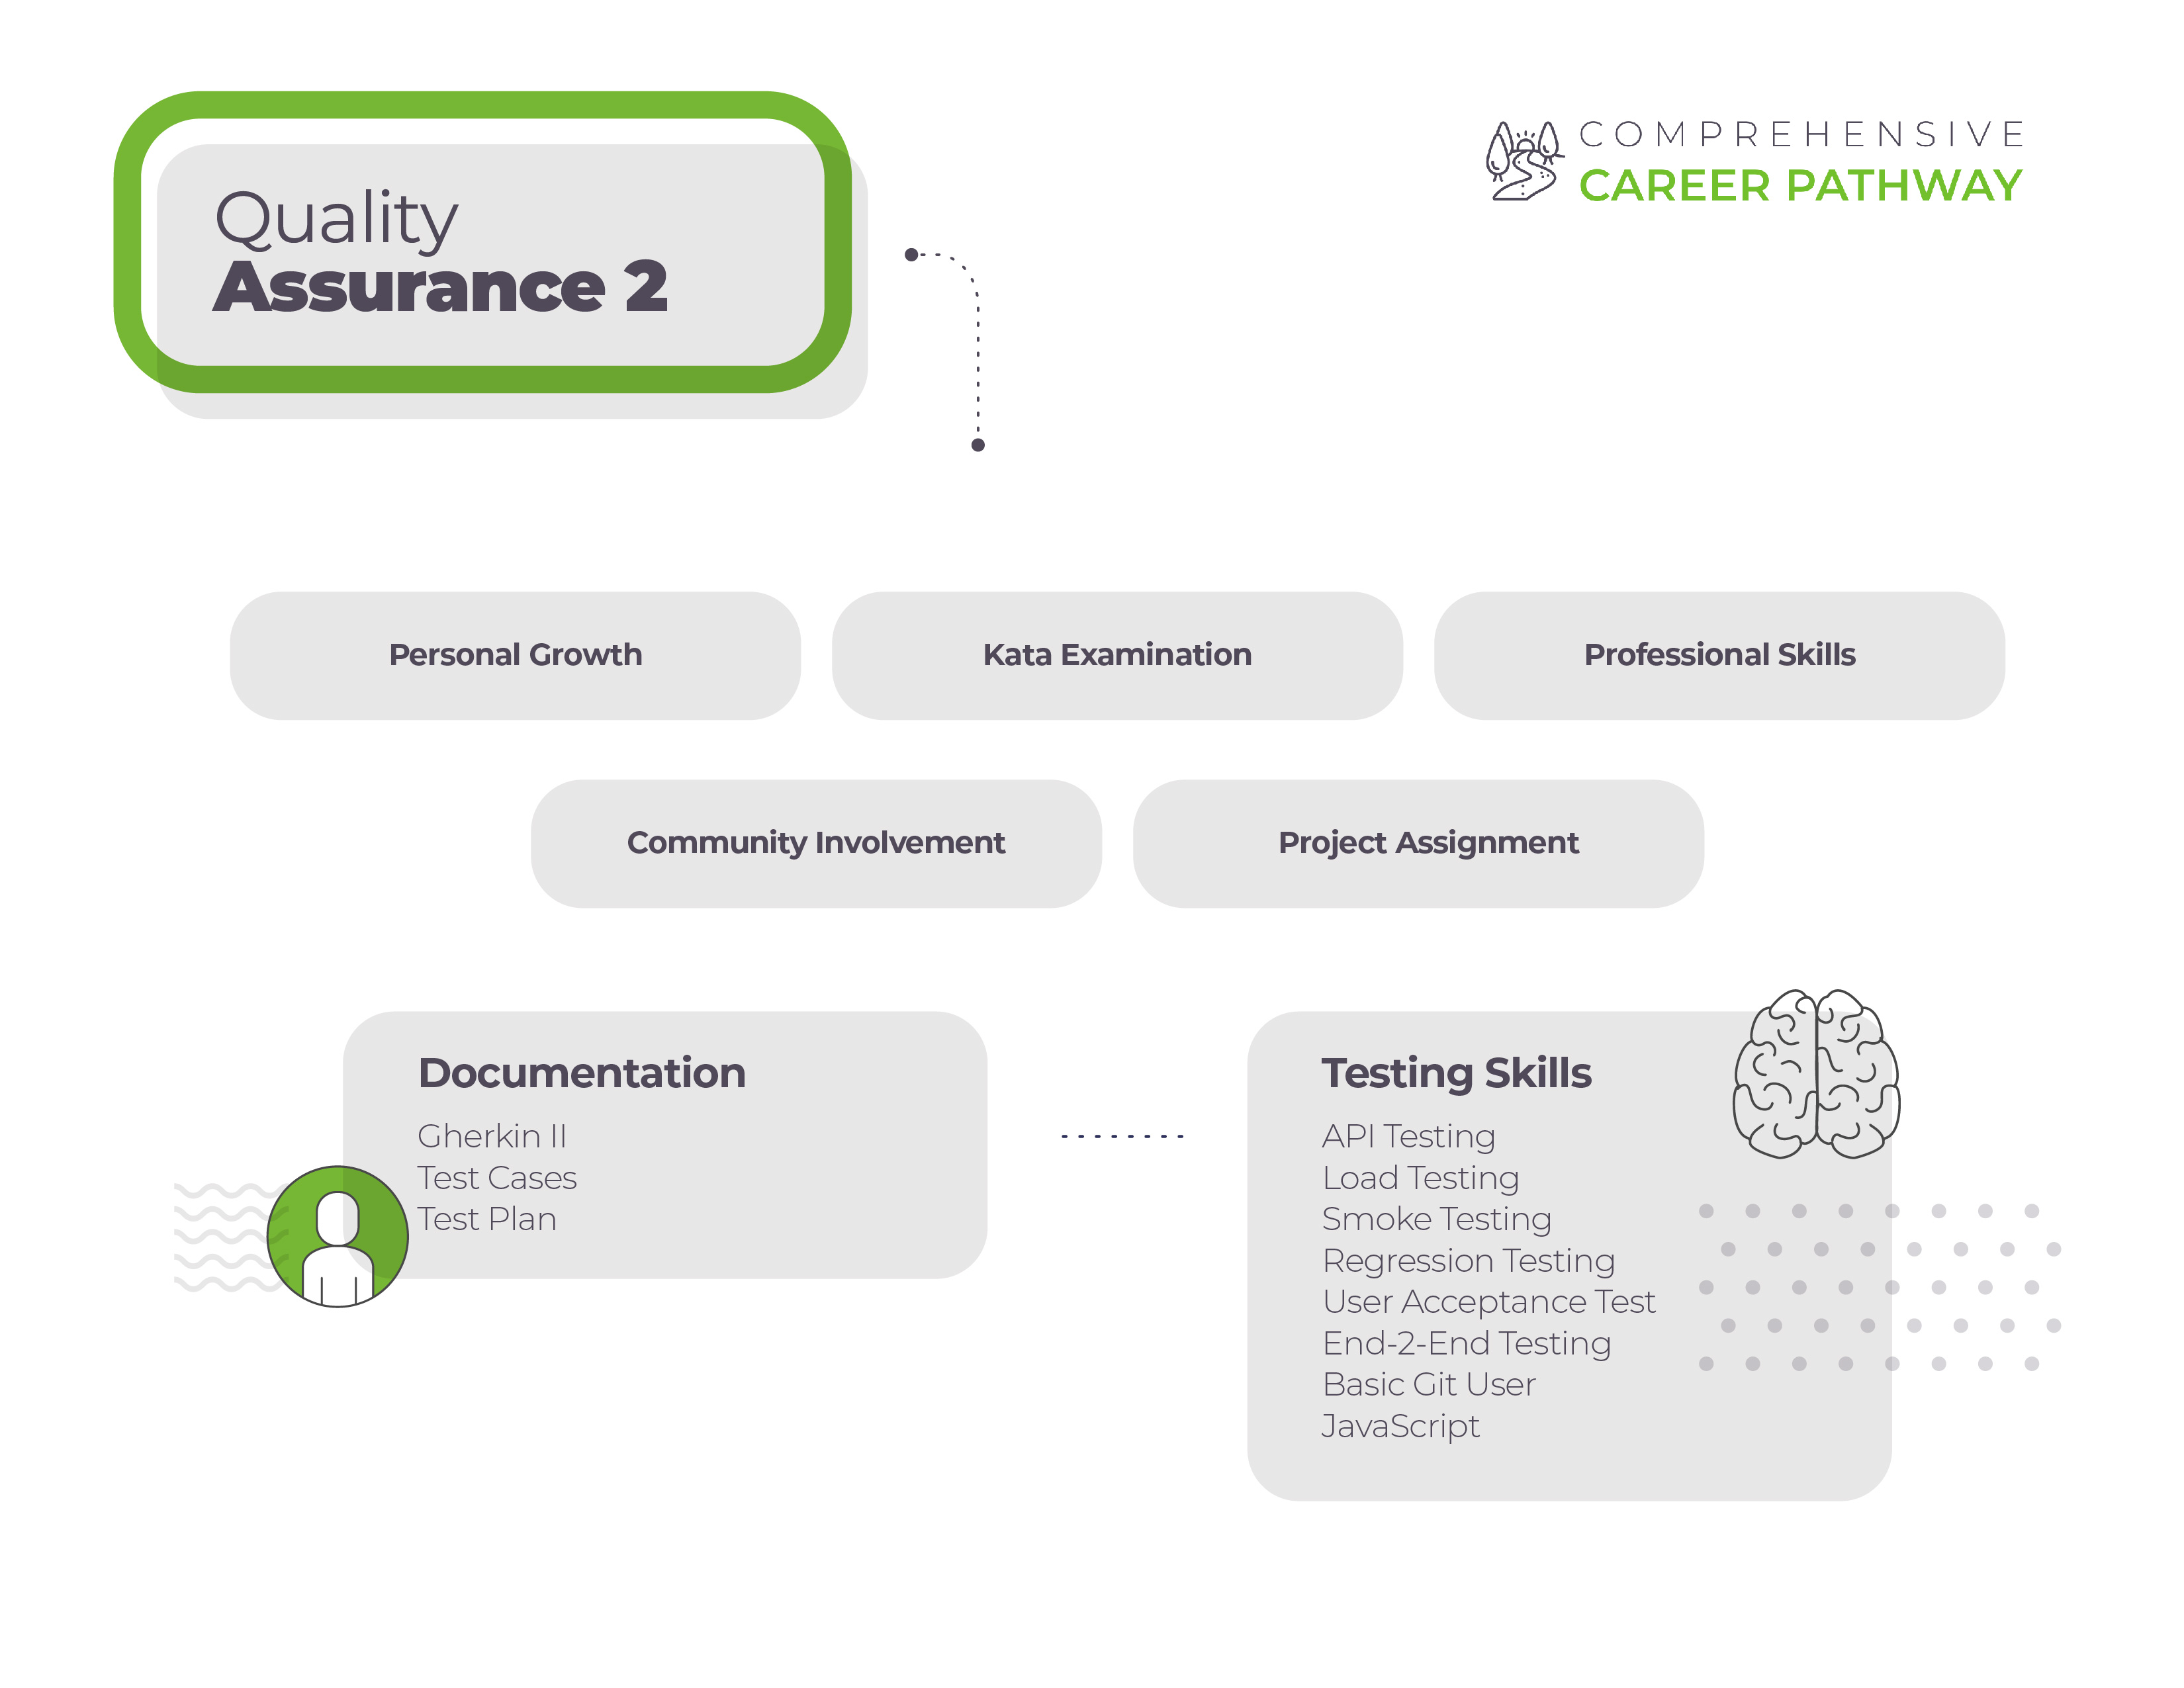 Quality
Assurance 2
COMPREHENSIVE
CAREER PATHWAY
Personal Growth
Kata Examination
Professional Skills
Community Involvement
Project Assignment
Documentation
Gherkin II
Test Cases
Test Plan
Testing Skills
API Testing
Load Testing
Smoke Testing
Regression Testing
User Acceptance Test
End-2-End Testing
Basic Git User
JavaScript